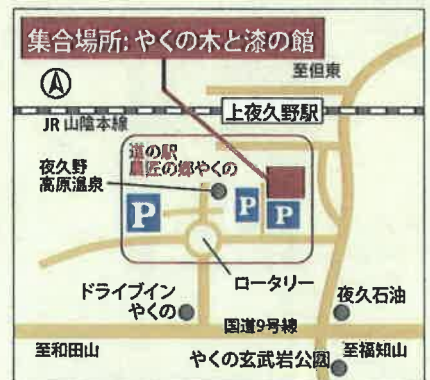 集合場所: やくの木と漆の館
至但東
上夜久野駅
JR 山陰本線
道の駅
農匠の郷やくの
夜久野
高原温泉
P
P
P
ロータリー
ドライブイン
やくの
夜久石油
国道9号線
至和田山
至福知山
やくの玄武岩公園